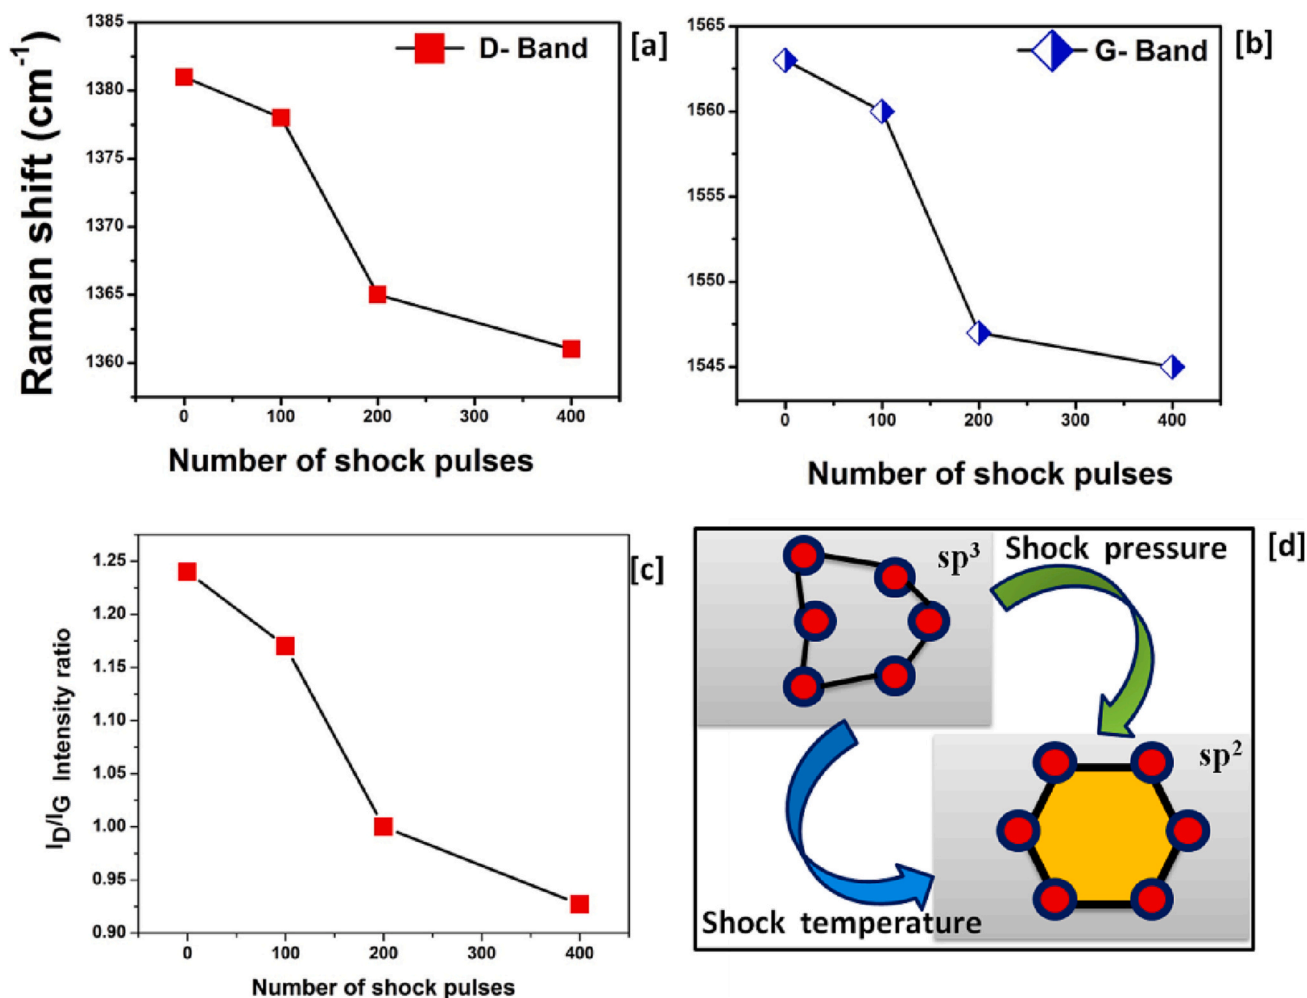 Raman shift (cm⁻¹)
1385
1380
1375
1370
1365
1360
D- Band
[a]
0 100 200 300 400
Number of shock pulses
1565
1560
1555
1550
1545
G- Band
[b]
0 100 200 300 400
Number of shock pulses
I_D/I_G Intensity ratio
1.25
1.20
1.15
1.10
1.05
1.00
0.95
0.90
[c]
0 100 200 300 400
Number of shock pulses
sp³
Shock pressure
[d]
sp²
Shock temperature